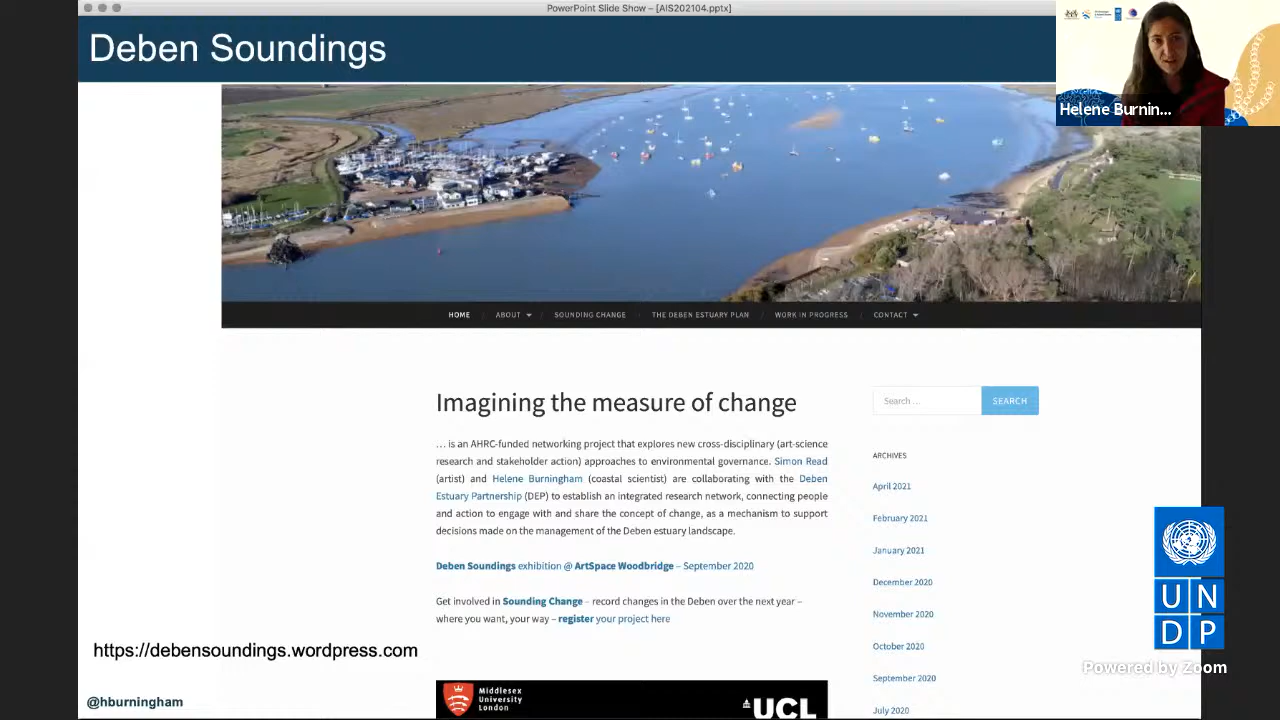 PowerPoint Slide Show – [AIS202104.pptx]
Deben Soundings
Helene Burnin...
HOME
ABOUT
SOUNDING CHANGE
THE DEBEN ESTUARY PLAN
WORK IN PROGRESS
CONTACT
Imagining the measure of change
… is an AHRC-funded networking project that explores new cross-disciplinary (art-science
research and stakeholder action) approaches to environmental governance. Simon Read
(artist) and Helene Burningham (coastal scientist) are collaborating with the Deben
Estuary Partnership (DEP) to establish an integrated research network, connecting people
and action to engage with and share the concept of change, as a mechanism to support
decisions made on the management of the Deben estuary landscape.
Deben Soundings exhibition @ ArtSpace Woodbridge – September 2020
Get involved in Sounding Change – record changes in the Deben over the next year –
where you want, your way – register your project here
Search …
SEARCH
ARCHIVES
April 2021
February 2021
January 2021
December 2020
November 2020
October 2020
September 2020
July 2020
https://debensoundings.wordpress.com
@hburningham
Middlesex
University
London
UCL
U N
D P
Powered by Zoom